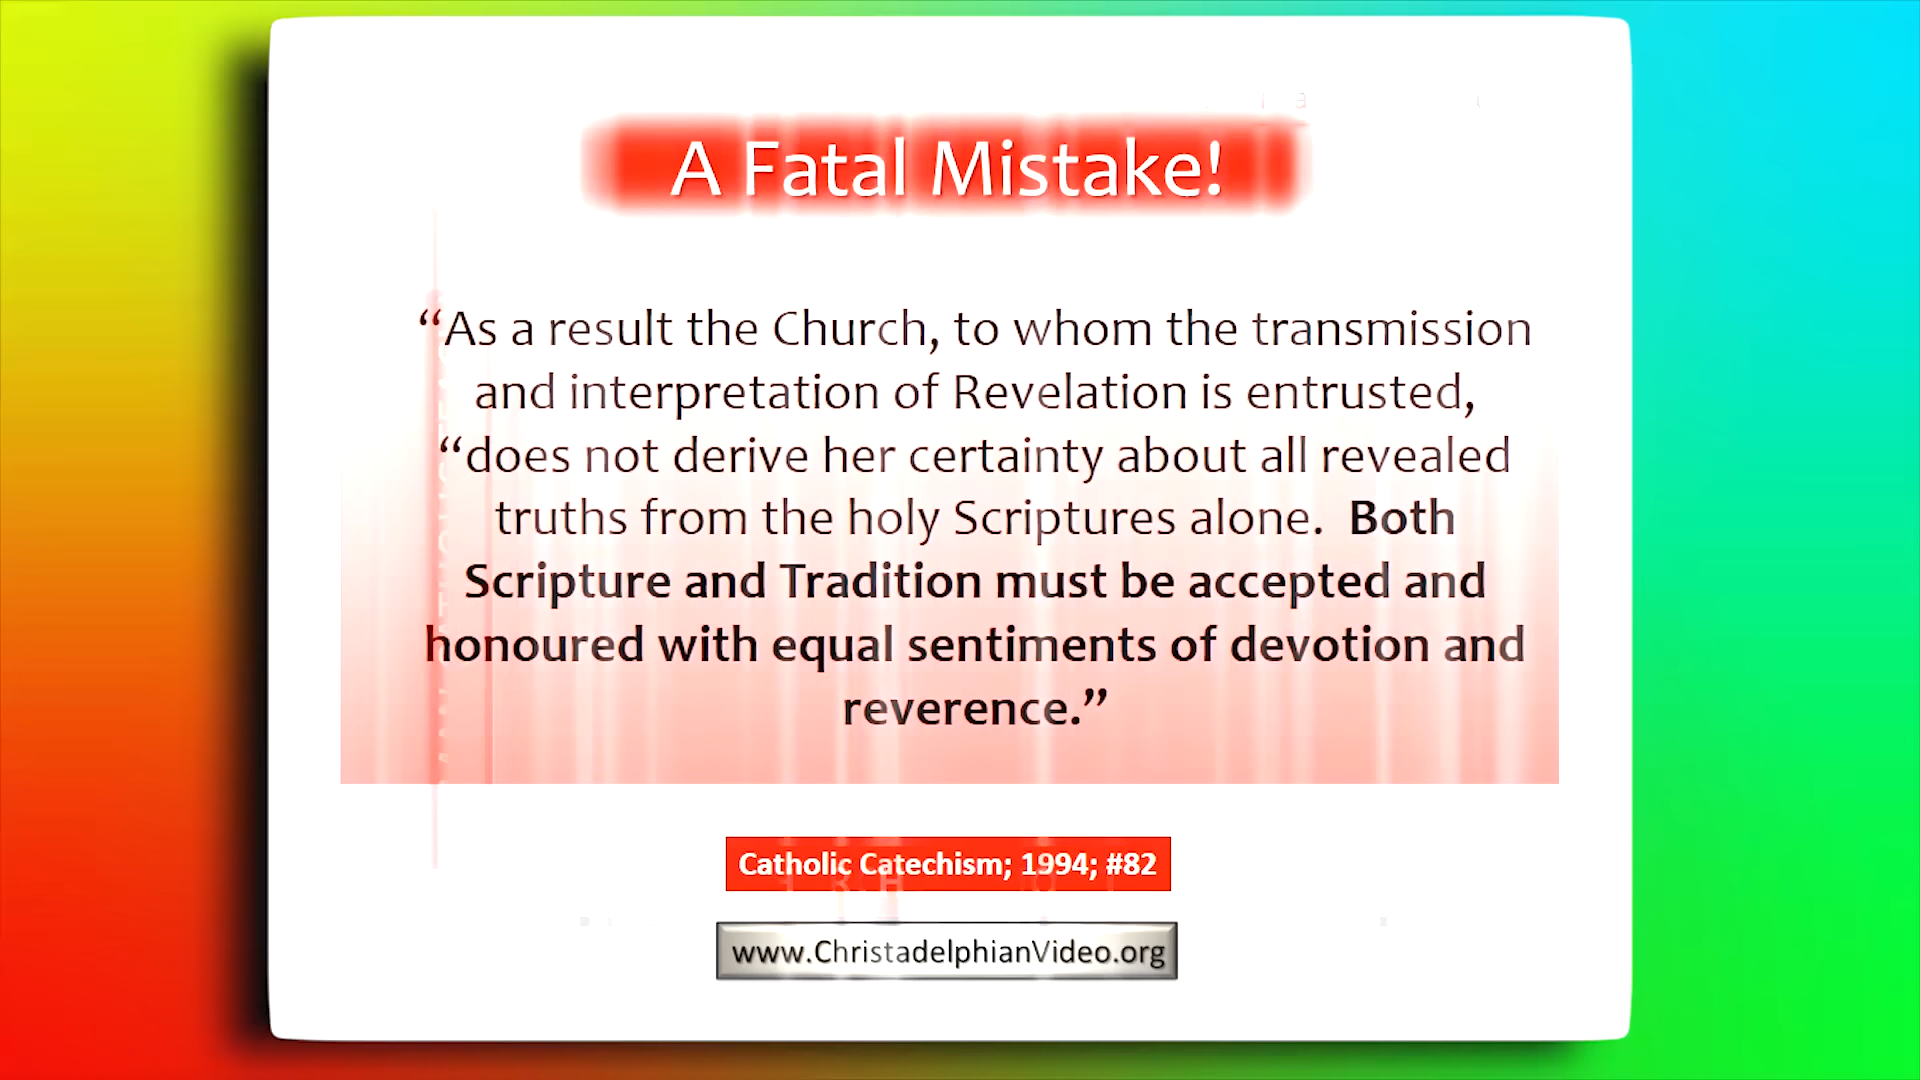 A Fatal Mistake!
“As a result the Church, to whom the transmission
and interpretation of Revelation is entrusted,
“does not derive her certainty about all revealed
truths from the holy Scriptures alone. Both
Scripture and Tradition must be accepted and
honoured with equal sentiments of devotion and
reverence.”
Catholic Catechism; 1994; #82
www.ChristadelphianVideo.org